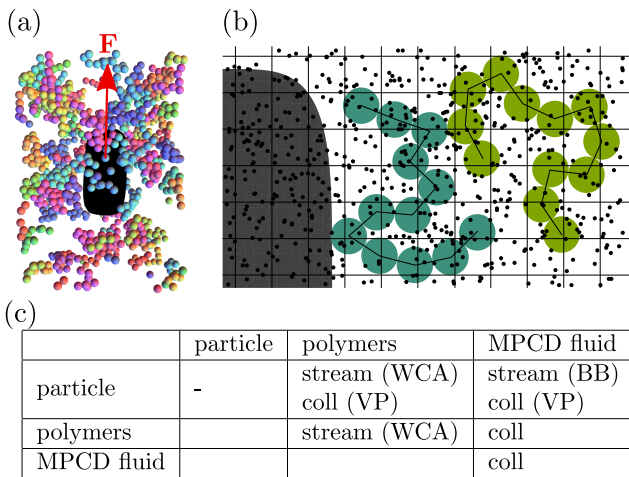 (a)
F
(b)
(c)
particle polymers MPCD fluid
particle - stream (WCA) stream (BB)
coll (VP) coll (VP)
polymers stream (WCA) coll
MPCD fluid coll